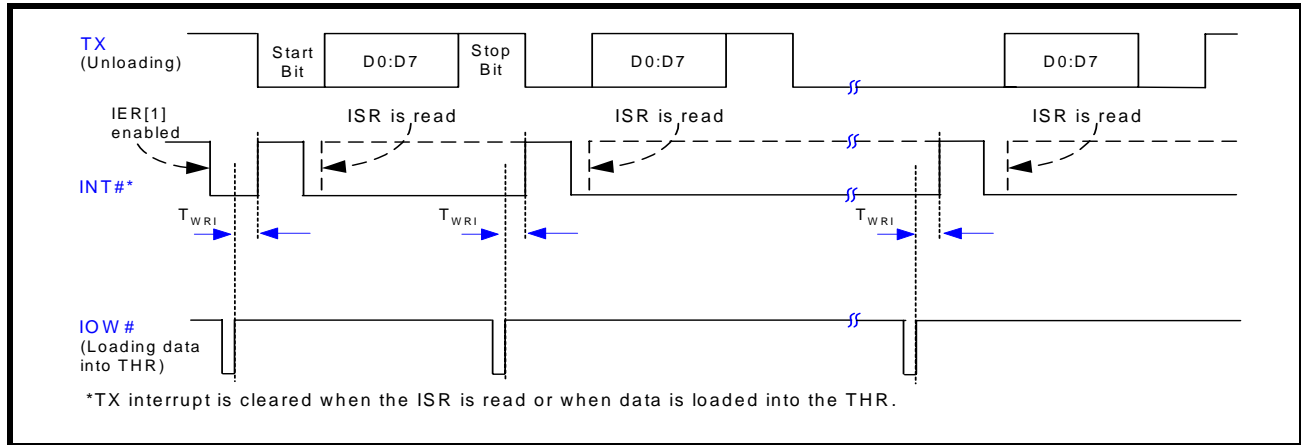 TX
(Unloading)
Start
Bit
D0:D7
Stop
Bit
D0:D7
D0:D7
IER[1]
enabled
ISR is read
ISR is read
ISR is read
INT#*
TWRI
TWRI
TWRI
IOW#
(Loading data
into THR)
*TX interrupt is cleared when the ISR is read or when data is loaded into the THR.